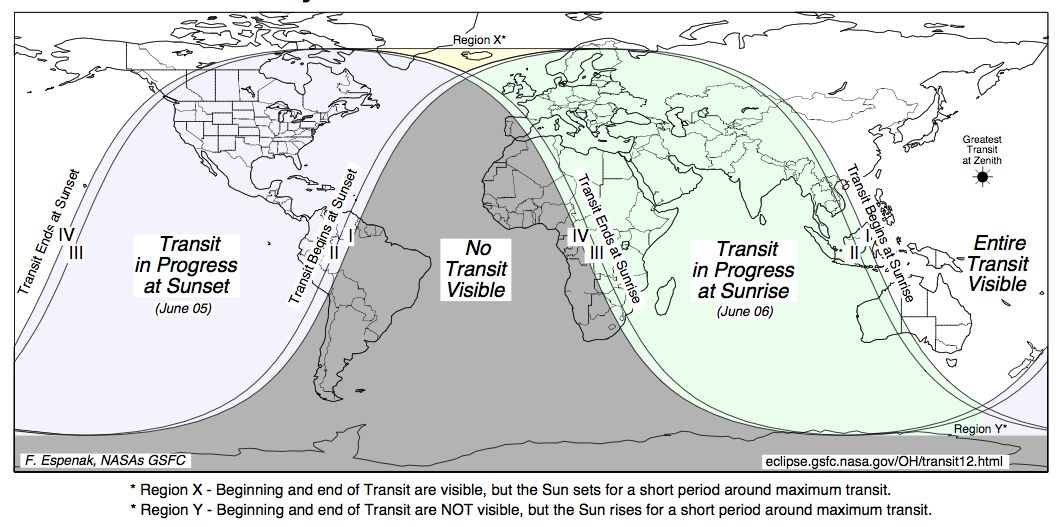 Region X*
Greatest
Transit
at Zenith
Transit Ends at Sunset
IV
III
Transit
in Progress
at Sunset
(June 05)
Transit Begins at Sunset
I
II
No
Transit
Visible
Transit Ends at Sunrise
IV
III
Transit
in Progress
at Sunrise
(June 06)
Transit Begins at Sunrise
I
II
Entire
Transit
Visible
Region Y*
F. Espenak, NASAs GSFC
eclipse.gsfc.nasa.gov/OH/transit12.html
* Region X - Beginning and end of Transit are visible, but the Sun sets for a short period around maximum transit.
* Region Y - Beginning and end of Transit are NOT visible, but the Sun rises for a short period around maximum transit.